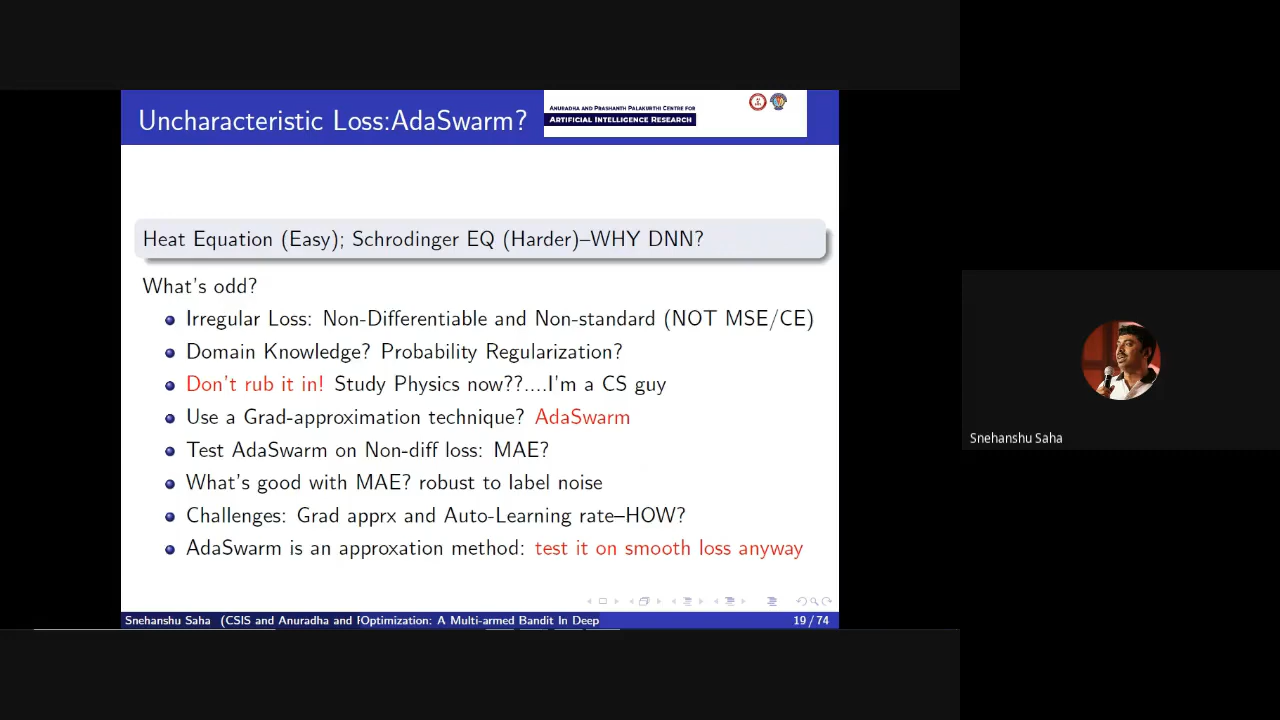 Uncharacteristic Loss:AdaSwarm?
Anuradha and Prashanth Palakurthi Centre for
Artificial Intelligence Research
Heat Equation (Easy); Schrodinger EQ (Harder)–WHY DNN?
What's odd?
Irregular Loss: Non-Differentiable and Non-standard (NOT MSE/CE)
Domain Knowledge? Probability Regularization?
Don't rub it in! Study Physics now??....I'm a CS guy
Use a Grad-approximation technique? AdaSwarm
Test AdaSwarm on Non-diff loss: MAE?
What's good with MAE? robust to label noise
Challenges: Grad apprx and Auto-Learning rate–HOW?
AdaSwarm is an approxation method: test it on smooth loss anyway
Snehanshu Saha (CSIS and Anuradha and POptimization: A Multi-armed Bandit In Deep 19 / 74
Snehanshu Saha